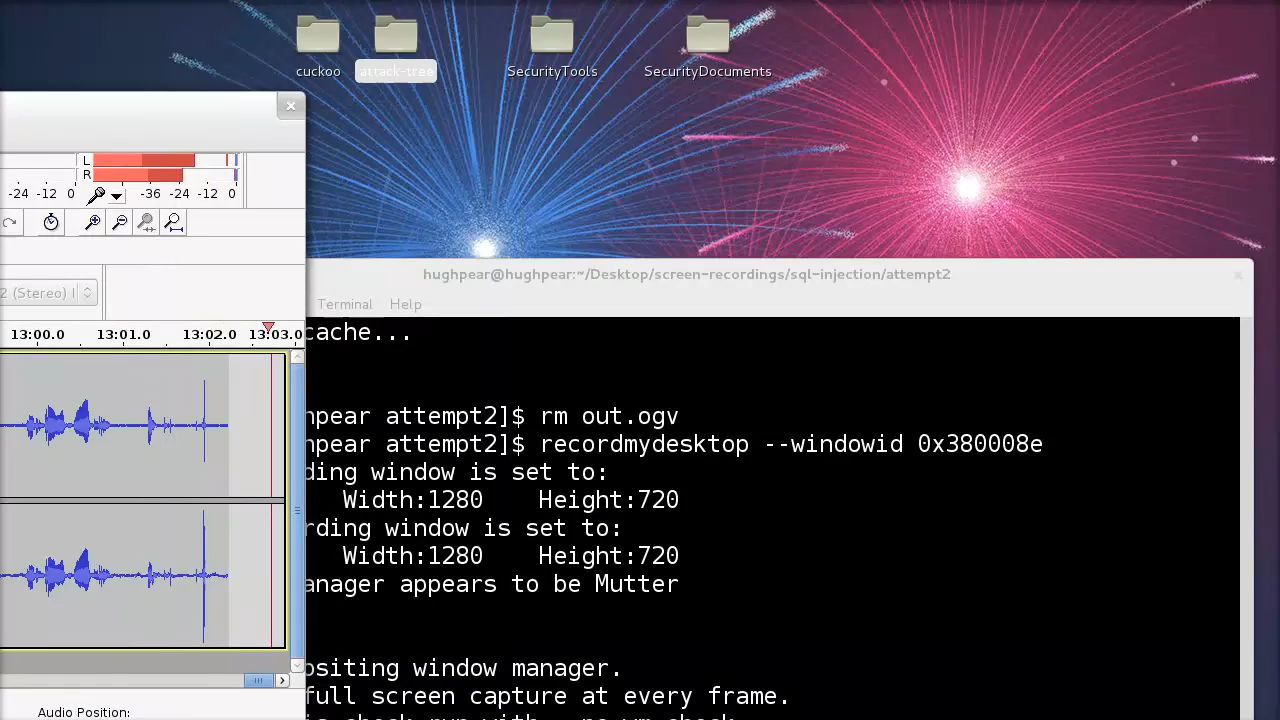 cuckoo
attack-tree
SecurityTools
SecurityDocuments
L
R
-24 -12 0
-36 -24 -12 0
2 (Stereo)
13:00.0 13:01.0 13:02.0 13:03.0
Audio Position:
hughpear@hughpear:~/Desktop/screen-recordings/sql-injection/attempt2
Terminal Help
cache...
hpear attempt2]$ rm out.ogv
hpear attempt2]$ recordmydesktop --windowid 0x380008e
ding window is set to:
Width:1280 Height:720
rding window is set to:
Width:1280 Height:720
anager appears to be Mutter
ositing window manager.
full screen capture at every frame.